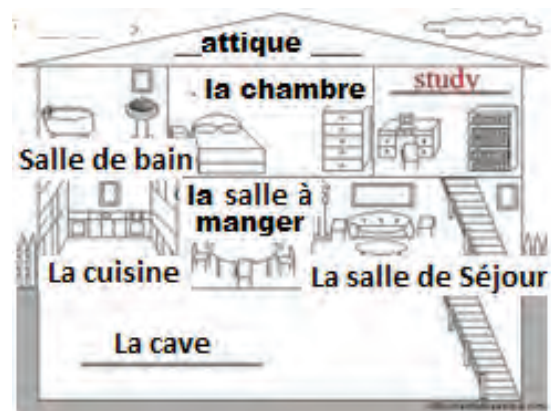 attique
la chambre
study
Salle de bain
la salle à
manger
La cuisine
La salle de Séjour
La cave